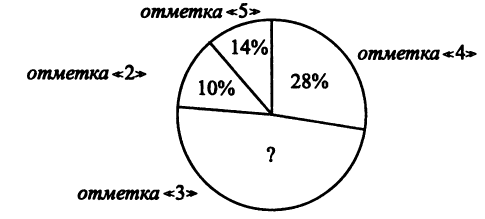 отметка «5»
14%
отметка «4»
отметка «2»
10%
28%
?
отметка «3»